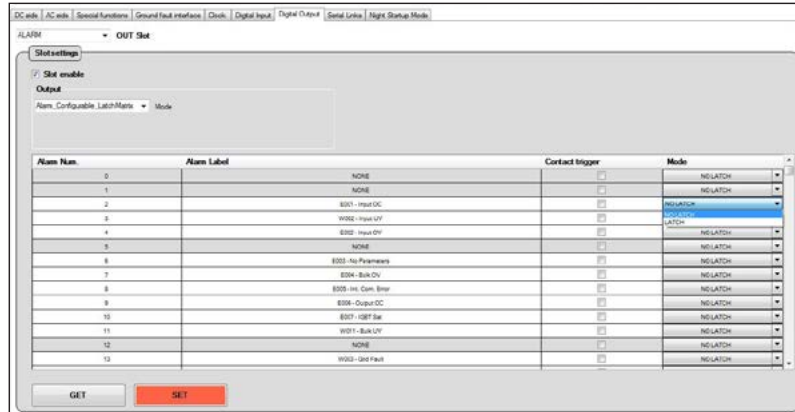 DC side AC side Special functions Ground fault interface Clock Digital Input Digital Output Serial Links Night Startup Mode
ALARM OUT Slot
Slot settings
Slot enable
Output
Alarm_Configurable_LatchMatrix Mode
Alarm Num. Alarm Label Contact trigger Mode
0 NONE NO LATCH
1 NONE NO LATCH
2 E001 - Input OC NO LATCH
3 W002 - Input UV NO LATCH
LATCH
4 E002 - Input OV NO LATCH
5 NONE NO LATCH
6 E003 - No Parameters NO LATCH
7 E004 - Bulk OV NO LATCH
8 E005 - Int. Com. Error NO LATCH
9 E006 - Output OC NO LATCH
10 E007 - IGBT Sat NO LATCH
11 W011 - Bulk UV NO LATCH
12 NONE NO LATCH
13 W003 - Grid Fault NO LATCH
GET SET